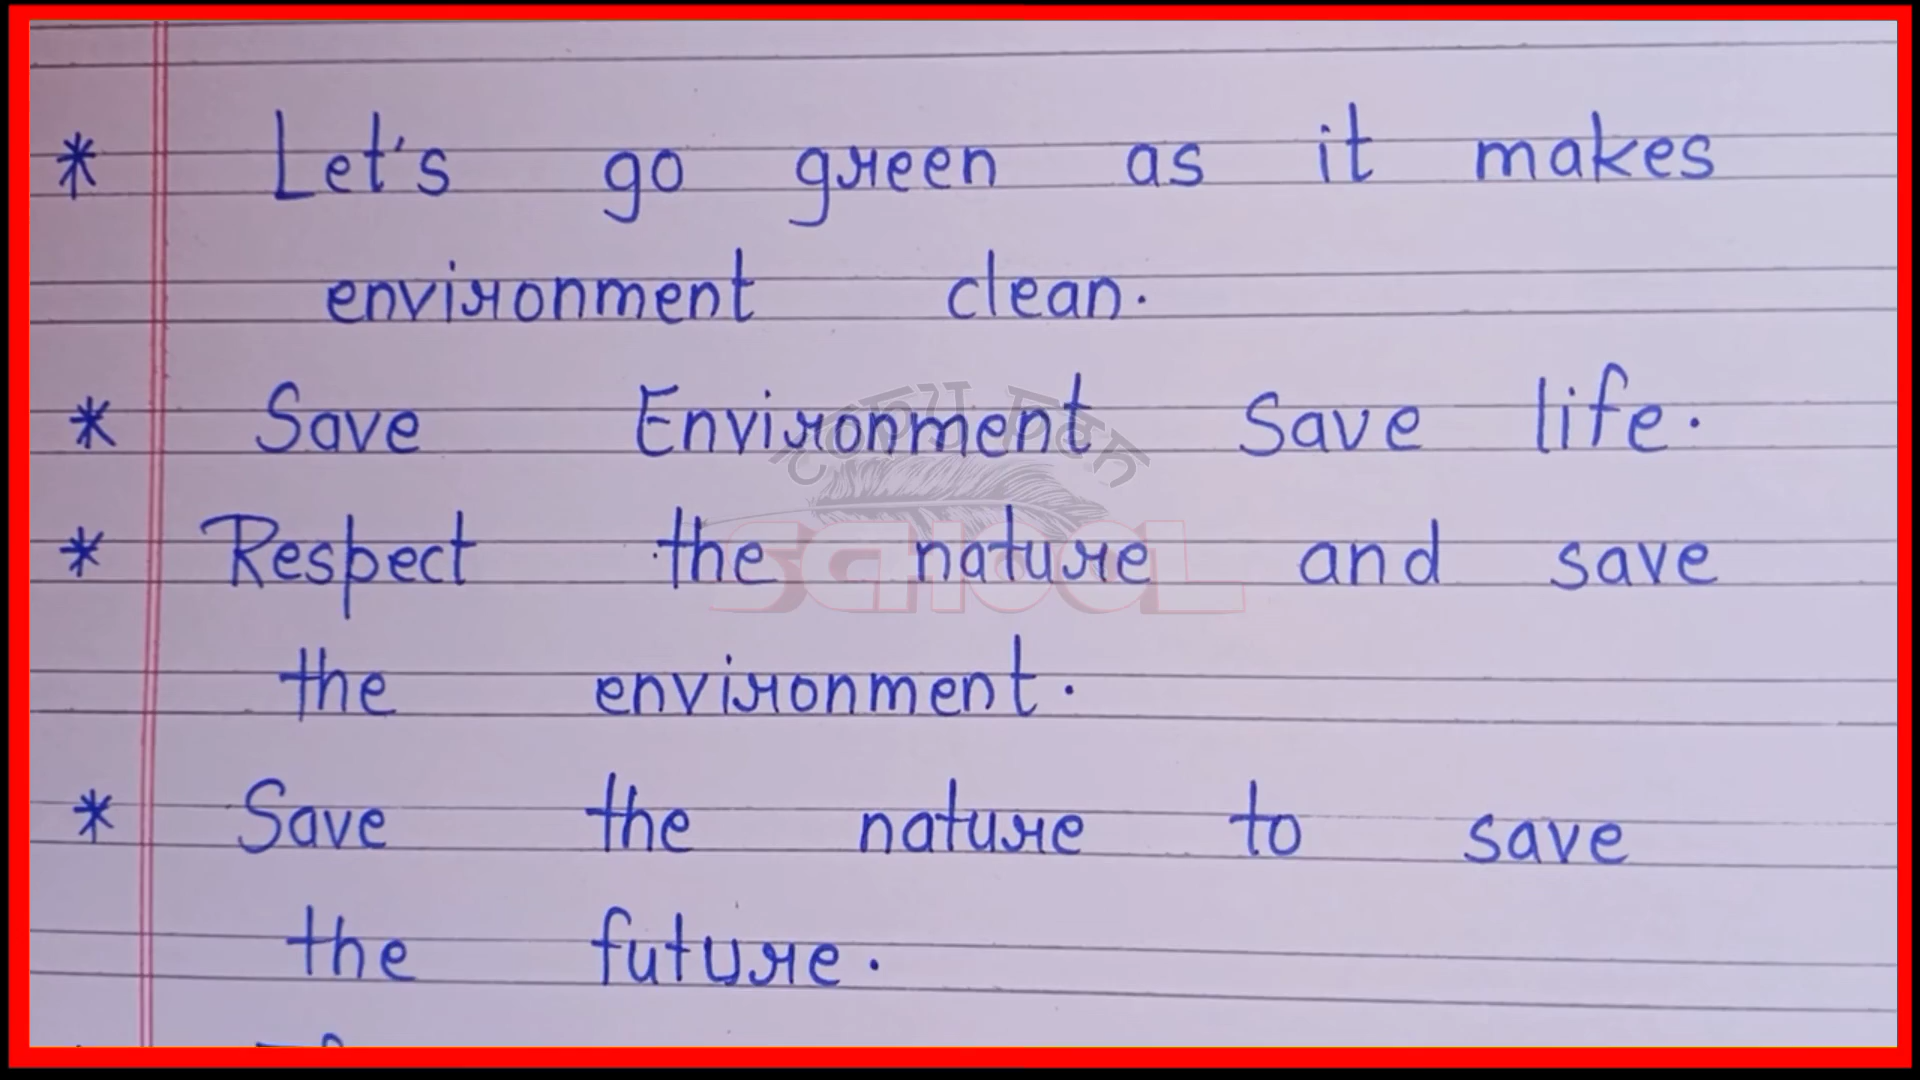 * Let's go green as it makes
environment clean.
* Save Environment save life.
* Respect the nature and save
the environment.
* Save the nature to save
the future.
SCHOOL